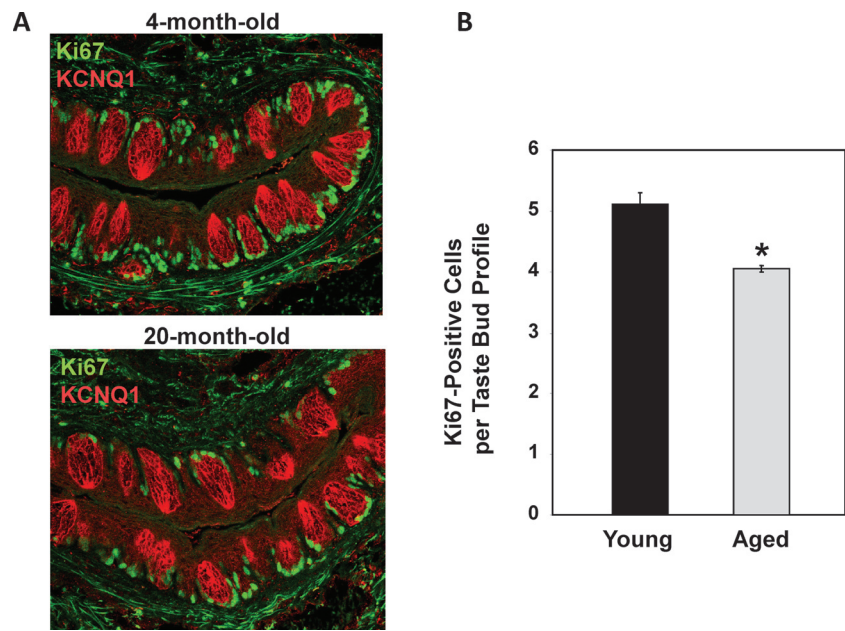 A
4-month-old
Ki67
KCNQ1
20-month-old
Ki67
KCNQ1
B
Ki67-Positive Cells
per Taste Bud Profile
6
5
4
3
2
1
0
*
Young
Aged